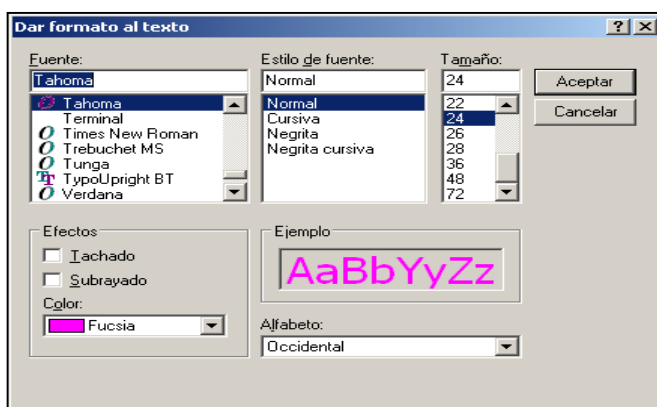 Dar formato al texto
Fuente: Estilo de fuente: Tamaño:
Tahoma Normal 24 Aceptar
Tahoma Normal 22
Terminal Cursiva 24 Cancelar
Times New Roman Negrita 26
Trebuchet MS Negrita cursiva 28
Tunga 36
TypoUpright BT 48
Verdana 72
Efectos Ejemplo
Tachado
Subrayado AaBbYyZz
Color:
Fucsia Alfabeto:
Occidental